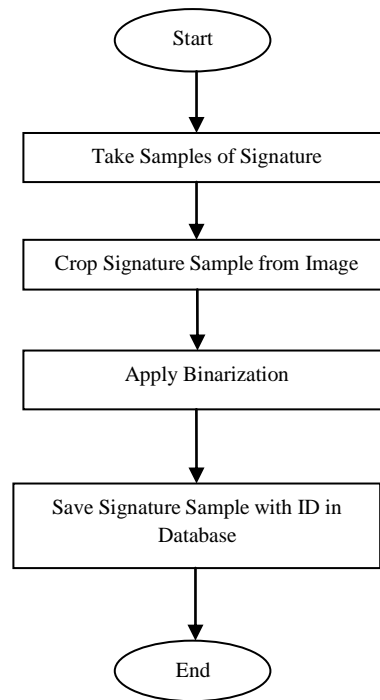 Start
Take Samples of Signature
Crop Signature Sample from Image
Apply Binarization
Save Signature Sample with ID in
Database
End